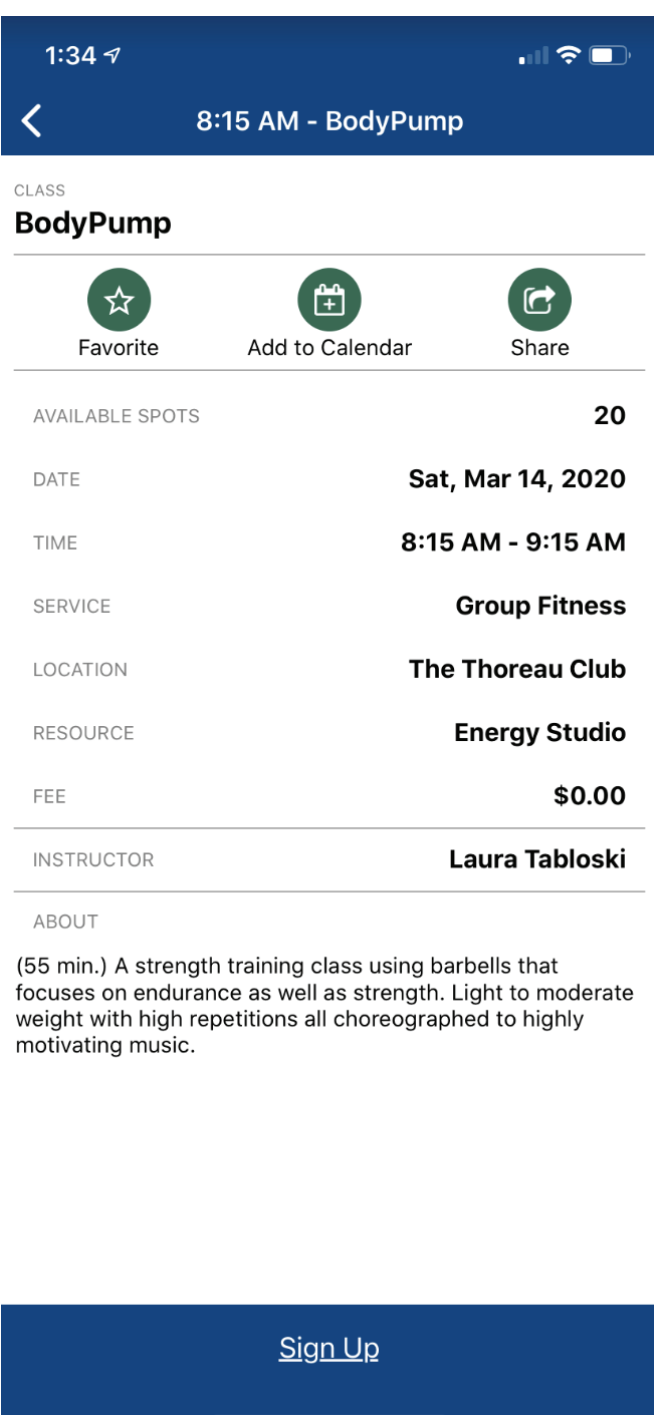 1:34
8:15 AM - BodyPump
CLASS
BodyPump
Favorite Add to Calendar Share
AVAILABLE SPOTS 20
DATE Sat, Mar 14, 2020
TIME 8:15 AM - 9:15 AM
SERVICE Group Fitness
LOCATION The Thoreau Club
RESOURCE Energy Studio
FEE $0.00
INSTRUCTOR Laura Tabloski
ABOUT
(55 min.) A strength training class using barbells that
focuses on endurance as well as strength. Light to moderate
weight with high repetitions all choreographed to highly
motivating music.
Sign Up